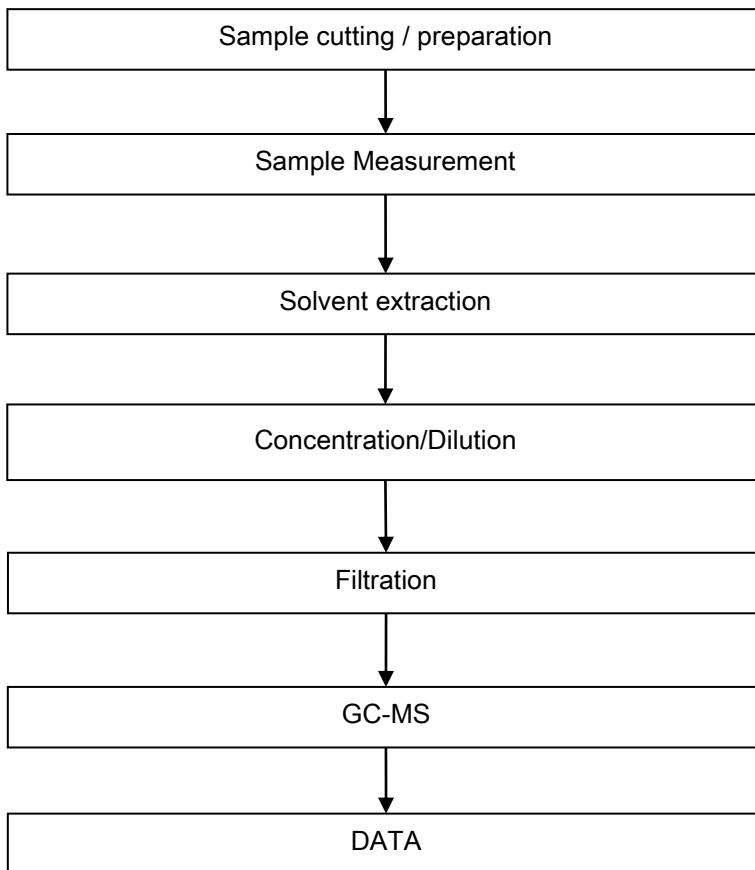 Sample cutting / preparation
Sample Measurement
Solvent extraction
Concentration/Dilution
Filtration
GC-MS
DATA